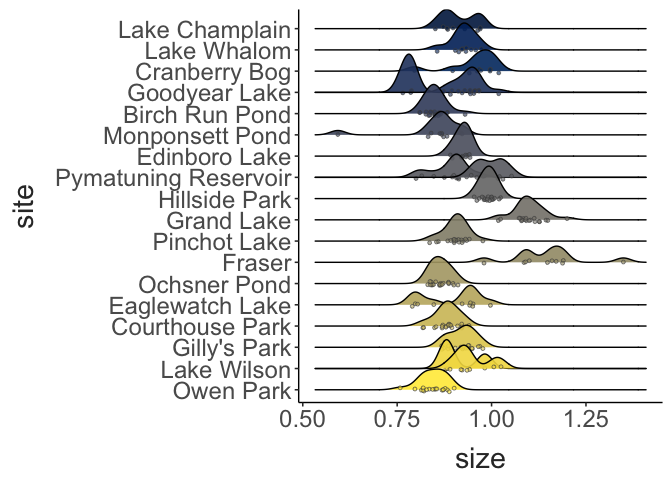 Lake Champlain
Lake Whalom
Cranberry Bog
Goodyear Lake
Birch Run Pond
Monponsett Pond
Edinboro Lake
Pymatuning Reservoir
Hillside Park
Grand Lake
Pinchot Lake
Fraser
Ochsner Pond
Eaglewatch Lake
Courthouse Park
Gilly's Park
Lake Wilson
Owen Park
site
0.50 0.75 1.00 1.25
size